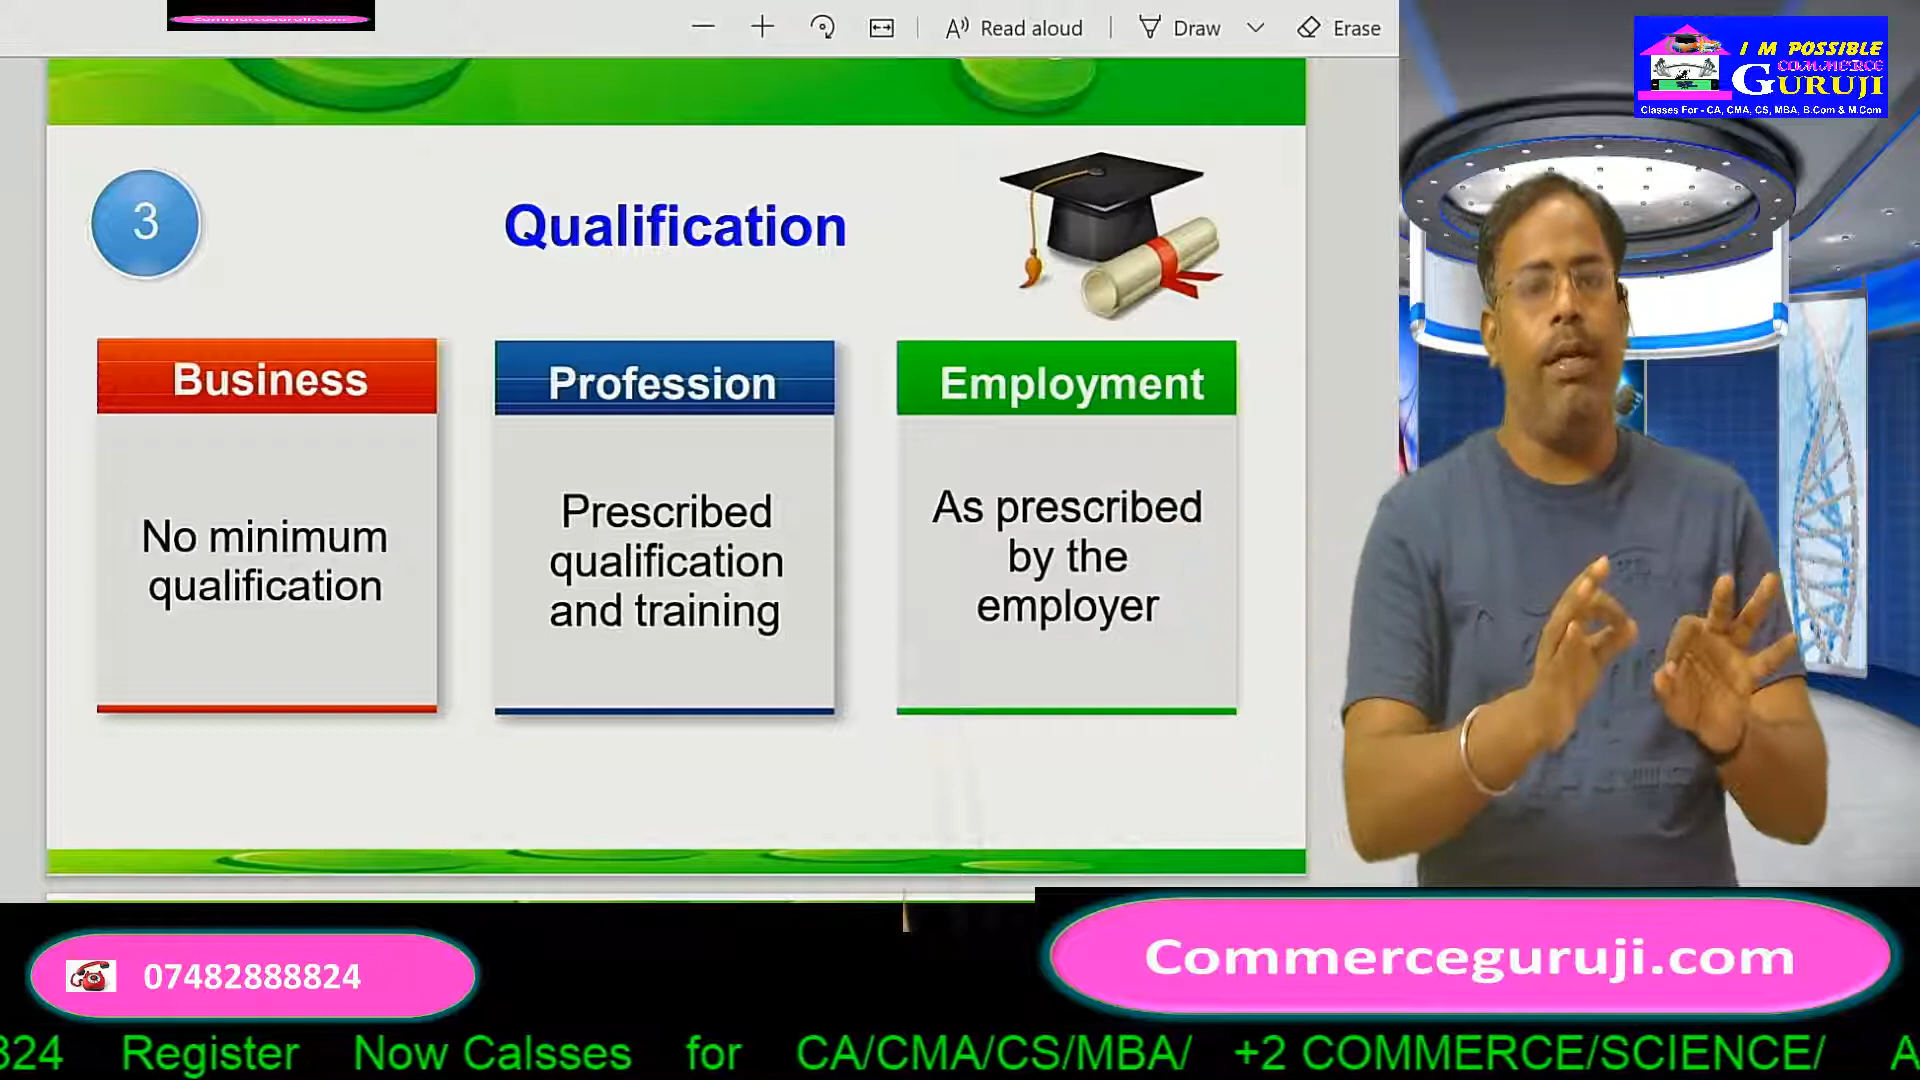 Commerceguruji.com
Read aloud
Draw
Erase
I M POSSIBLE
COMMERCE
GURUJI
Classes For - CA, CMA, CS, MBA, B.Com & M.Com
3
Qualification
Business
No minimum
qualification
Profession
Prescribed
qualification
and training
Employment
As prescribed
by the
employer
07482888824
Commerceguruji.com
324 Register Now Calsses for CA/CMA/CS/MBA/ +2 COMMERCE/SCIENCE/ A